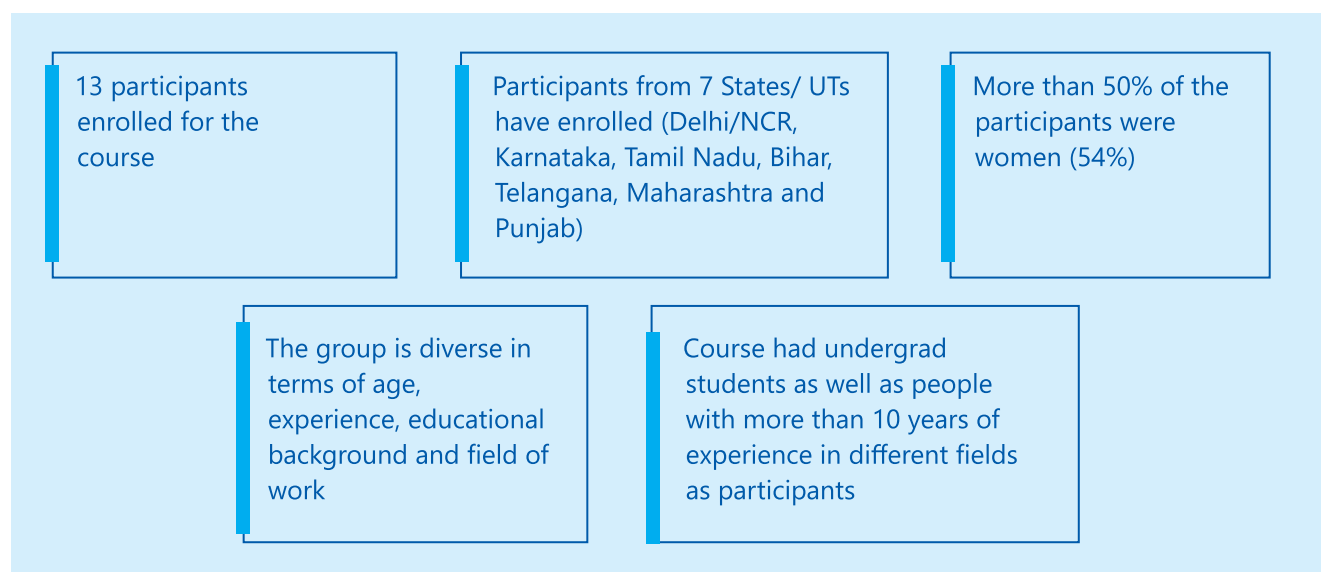 13 participants
enrolled for the
course
Participants from 7 States/ UTs
have enrolled (Delhi/NCR,
Karnataka, Tamil Nadu, Bihar,
Telangana, Maharashtra and
Punjab)
More than 50% of the
participants were
women (54%)
The group is diverse in
terms of age,
experience, educational
background and field of
work
Course had undergrad
students as well as people
with more than 10 years of
experience in different fields
as participants